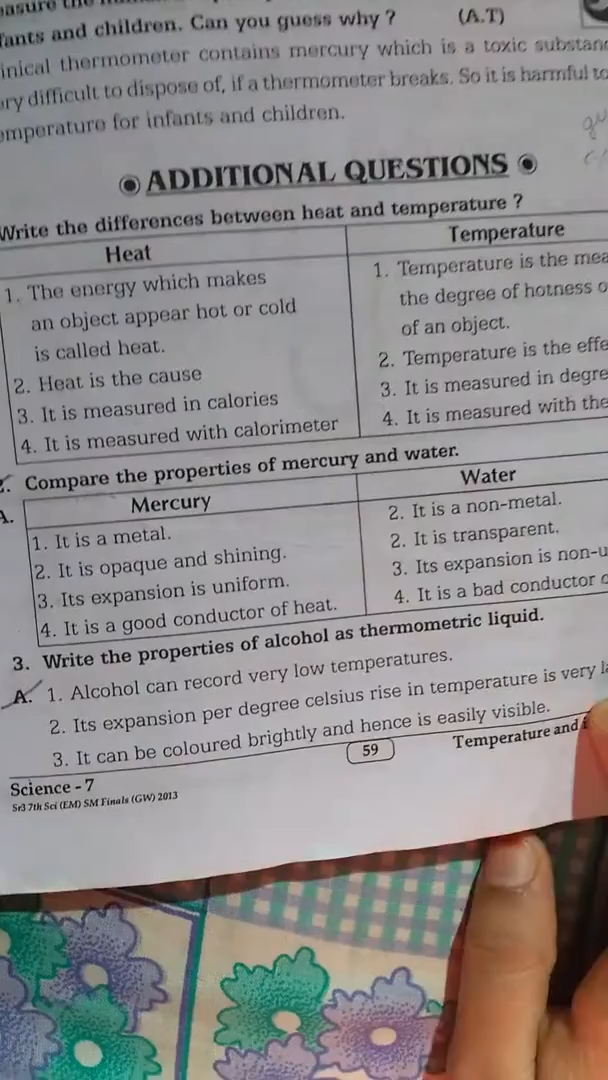 fants and children. Can you guess why ? (A.T)
inical thermometer contains mercury which is a toxic
ry difficult to dispose of, if a thermometer breaks. So it is harmful to
emperature for infants and children.
ADDITIONAL QUESTIONS
Write the differences between heat and temperature ?
Heat
1. The energy which makes
an object appear hot or cold
is called heat.
2. Heat is the cause
3. It is measured in calories
4. It is measured with calorimeter
Temperature
1. Temperature is the mea
the degree of hotness o
of an object.
2. Temperature is the effe
3. It is measured in degre
4. It is measured with the
2. Compare the properties of mercury and water.
A.
Mercury
1. It is a metal.
2. It is opaque and shining.
3. Its expansion is uniform.
4. It is a good conductor of heat.
Water
2. It is a non-metal.
2. It is transparent.
3. Its expansion is non-u
4. It is a bad conductor o
3. Write the properties of alcohol as thermometric liquid.
A. 1. Alcohol can record very low temperatures.
2. Its expansion per degree celsius rise in temperature is very la
3. It can be coloured brightly and hence is easily visible.
Science - 7 59 Temperature and i
Sr3 7th Sci (EM) SM Finals (GW) 2013